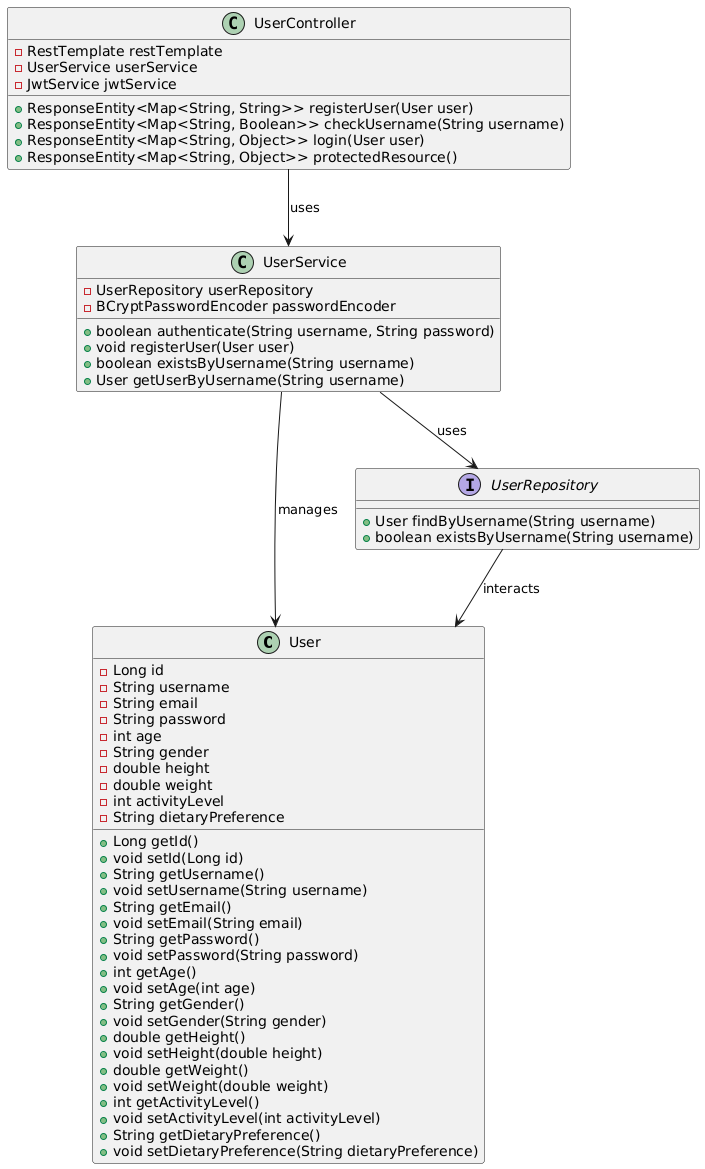 C UserController
RestTemplate restTemplate
UserService userService
JwtService jwtService
ResponseEntity<Map<String, String>> registerUser(User user)
ResponseEntity<Map<String, Boolean>> checkUsername(String username)
ResponseEntity<Map<String, Object>> login(User user)
ResponseEntity<Map<String, Object>> protectedResource()
uses
C UserService
UserRepository userRepository
BCryptPasswordEncoder passwordEncoder
boolean authenticate(String username, String password)
void registerUser(User user)
boolean existsByUsername(String username)
User getUserByUsername(String username)
uses
I UserRepository
User findByUsername(String username)
boolean existsByUsername(String username)
manages
interacts
C User
Long id
String username
String email
String password
int age
String gender
double height
double weight
int activityLevel
String dietaryPreference
Long getId()
void setId(Long id)
String getUsername()
void setUsername(String username)
String getEmail()
void setEmail(String email)
String getPassword()
void setPassword(String password)
int getAge()
void setAge(int age)
String getGender()
void setGender(String gender)
double getHeight()
void setHeight(double height)
double getWeight()
void setWeight(double weight)
int getActivityLevel()
void setActivityLevel(int activityLevel)
String getDietaryPreference()
void setDietaryPreference(String dietaryPreference)